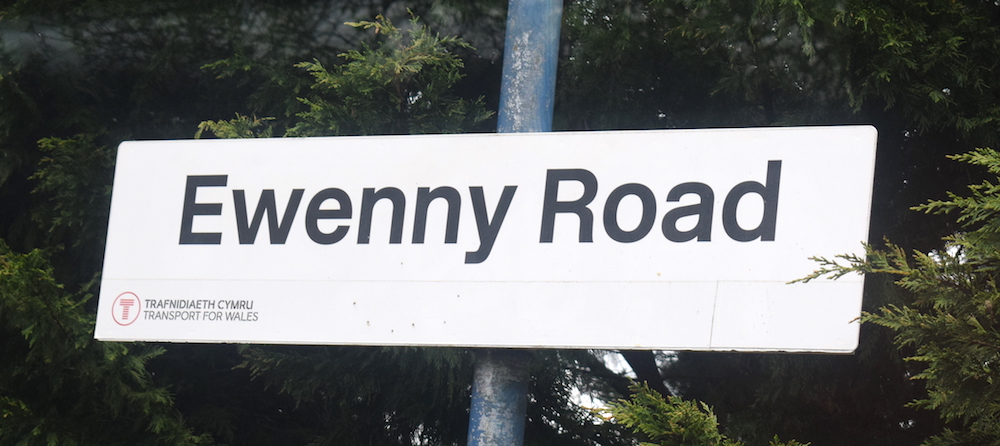 Ewenny Road
TRAFNIDIAETH CYMRU
TRANSPORT FOR WALES